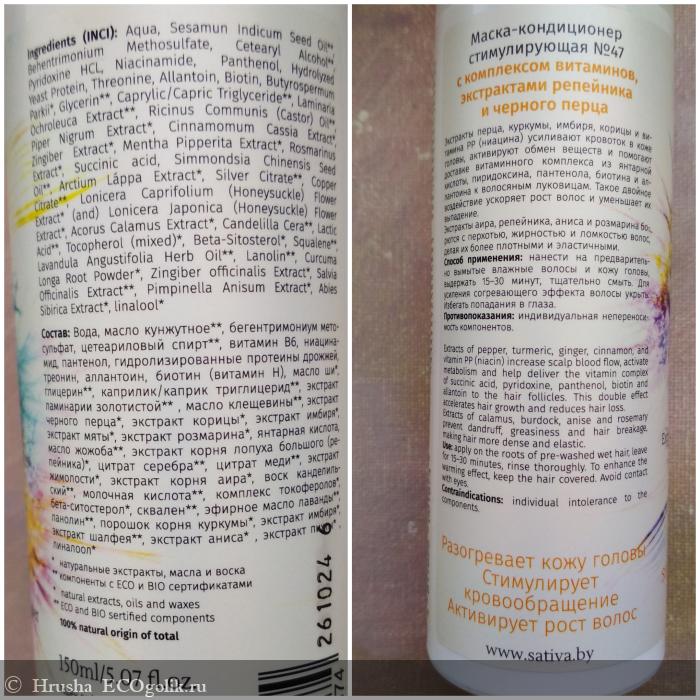 Ingredients (INCI): Aqua, Sesamum Indicum Seed Oil**
Behentrimonium Methosulfate, Cetearyl Alcohol**
Pyridoxine HCL, Niacinamide, Panthenol, Hydrolyzed
Yeast Protein, Threonine, Allantoin, Biotin, Butyrospermum
Parkii*, Glycerin**, Caprylic/Capric Triglyceride**, Laminaria
Ochroleuca Extract**, Ricinus Communis (Castor) Oil**
Piper Nigrum Extract*, Cinnamomum Cassia Extract*,
Zingiber Extract*, Mentha Pipperita Extract*, Rosmarinus
Extract*, Succinic acid, Simmondsia Chinensis Seed
Oil**, Arctium Láppa Extract*, Silver Citrate**, Copper
Citrate**, Lonicera Caprifolium (Honeysuckle) Flower
Extract* (and) Lonicera Japonica (Honeysuckle) Flower
Extract*, Acorus Calamus Extract*, Candelilla Cera**, Lactic
Acid**, Tocopherol (mixed)*, Beta-Sitosterol*, Squalene**
Lavandula Angustifolia Herb Oil**, Lanolin**, Curcuma
Longa Root Powder*, Zingiber officinalis Extract*, Salvia
Officinalis Extract**, Pimpinella Anisum Extract*, Abies
Sibirica Extract*, linalool*
Состав: Вода, масло кунжутное**, бегентримониум мето-
сульфат, цетеариловый спирт**, витамин В6, ниацина-
мид, пантенол, гидролизированные протеины дрожжей,
треонин, аллантоин, биотин (витамин Н), масло ши*,
глицерин**, каприлик/каприк триглицерид**, экстракт
ламинарии золотистой**, масло клещевины**, экстракт
черного перца*, экстракт корицы*, экстракт имбиря*,
экстракт мяты*, экстракт розмарина*, янтарная кислота,
масло жожоба**, экстракт корня лопуха большого (ре-
пейника)*, цитрат серебра**, цитрат меди**, экстракт
жимолости*, экстракт корня аира*, воск канделиль-
ский**, молочная кислота**, комплекс токоферолов*,
бета-ситостерол*, сквален**, эфирное масло лаванды**,
ланолин**, порошок корня куркумы*, экстракт имбиря*,
экстракт шалфея**, экстракт аниса*, экстракт пихты*,
линалоол*
* натуральные экстракты, масла и воска
** компоненты с ECO и BIO сертификатами
* natural extracts, oils and waxes
** ECO and BIO sertified components
100% natural origin of total
150ml/5.07 fl.oz.
261024 6
Маска-кондиционер
стимулирующая №47
с комплексом витаминов,
экстрактами репейника
и черного перца
Экстракты перца, куркумы, имбиря, корицы и ви-
тамина РР (ниацина) усиливают кровоток в коже
головы, активируют обмен веществ и помогают
доставке витаминного комплекса из янтарной
кислоты, пиридоксина, пантенола, биотина и ал-
лантоина к волосяным луковицам. Такое двойное
воздействие ускоряет рост волос и уменьшает их
выпадение.
Экстракты аира, репейника, аниса и розмарина бо-
рются с перхотью, жирностью и ломкостью волос,
делая их более плотными и эластичными.
Способ применения: нанести на предваритель-
но вымытые влажные волосы и кожу головы,
выдержать 15–30 минут, тщательно смыть. Для
усиления согревающего эффекта волосы укрыть.
Избегать попадания в глаза.
Противопоказания: индивидуальная непереноси-
мость компонентов.
Extracts of pepper, turmeric, ginger, cinnamon, and
vitamin PP (niacin) increase scalp blood flow, activate
metabolism and help deliver the vitamin complex
of succinic acid, pyridoxine, panthenol, biotin and
allantoin to the hair follicles. This double effect
accelerates hair growth and reduces hair loss.
Extracts of calamus, burdock, anise and rosemary
prevent dandruff, greasiness and hair breakage,
making hair more dense and elastic.
Use: apply on the roots of pre-washed wet hair, leave
for 15-30 minutes, rinse thoroughly. To enhance the
warming effect, keep the hair covered. Avoid contact
with eyes.
Contraindications: individual intolerance to the
components.
Разогревает кожу головы
Стимулирует
кровообращение
Активирует рост волос
www.sativa.by
Hrusha ECOgolik.ru